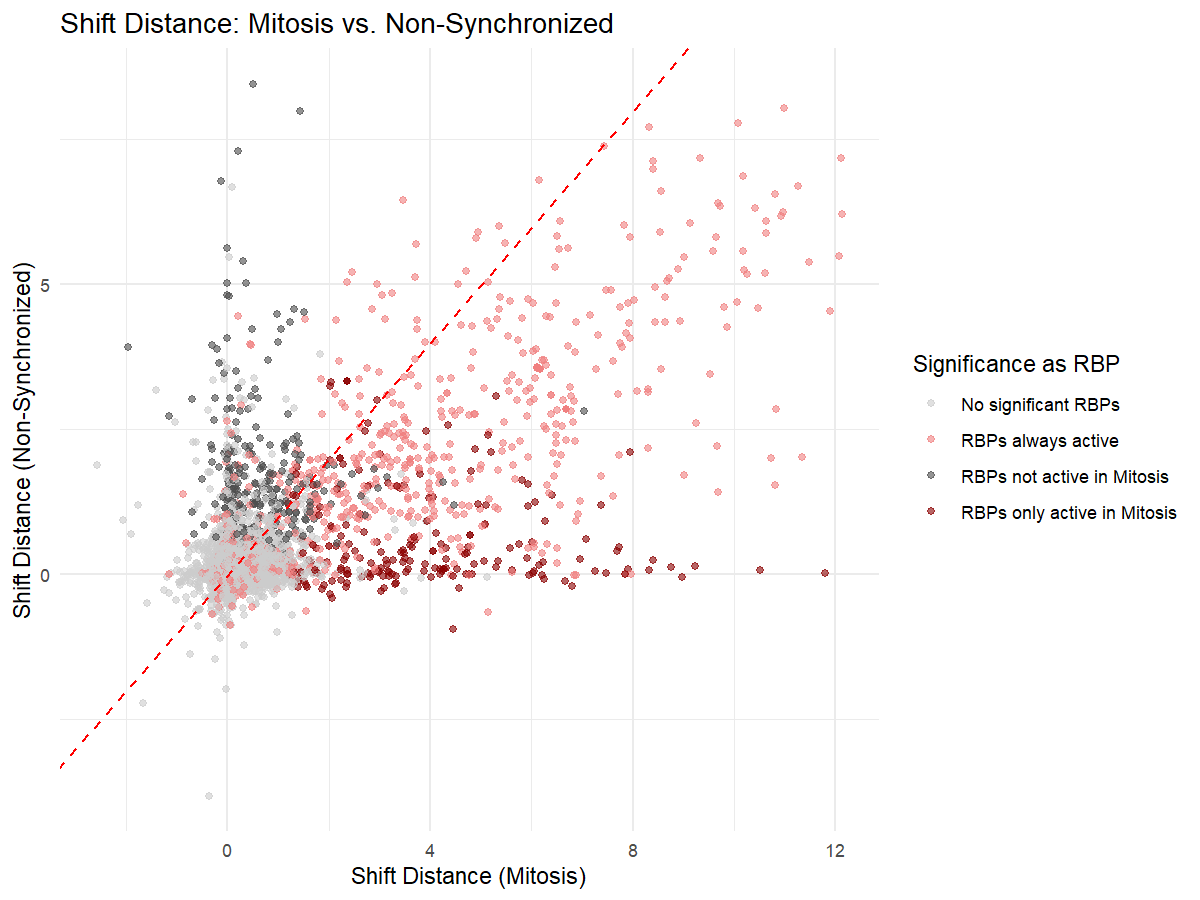 Shift Distance: Mitosis vs. Non-Synchronized
Shift Distance (Non-Synchronized)
5
0
0
4
8
12
Shift Distance (Mitosis)
Significance as RBP
No significant RBPs
RBPs always active
RBPs not active in Mitosis
RBPs only active in Mitosis